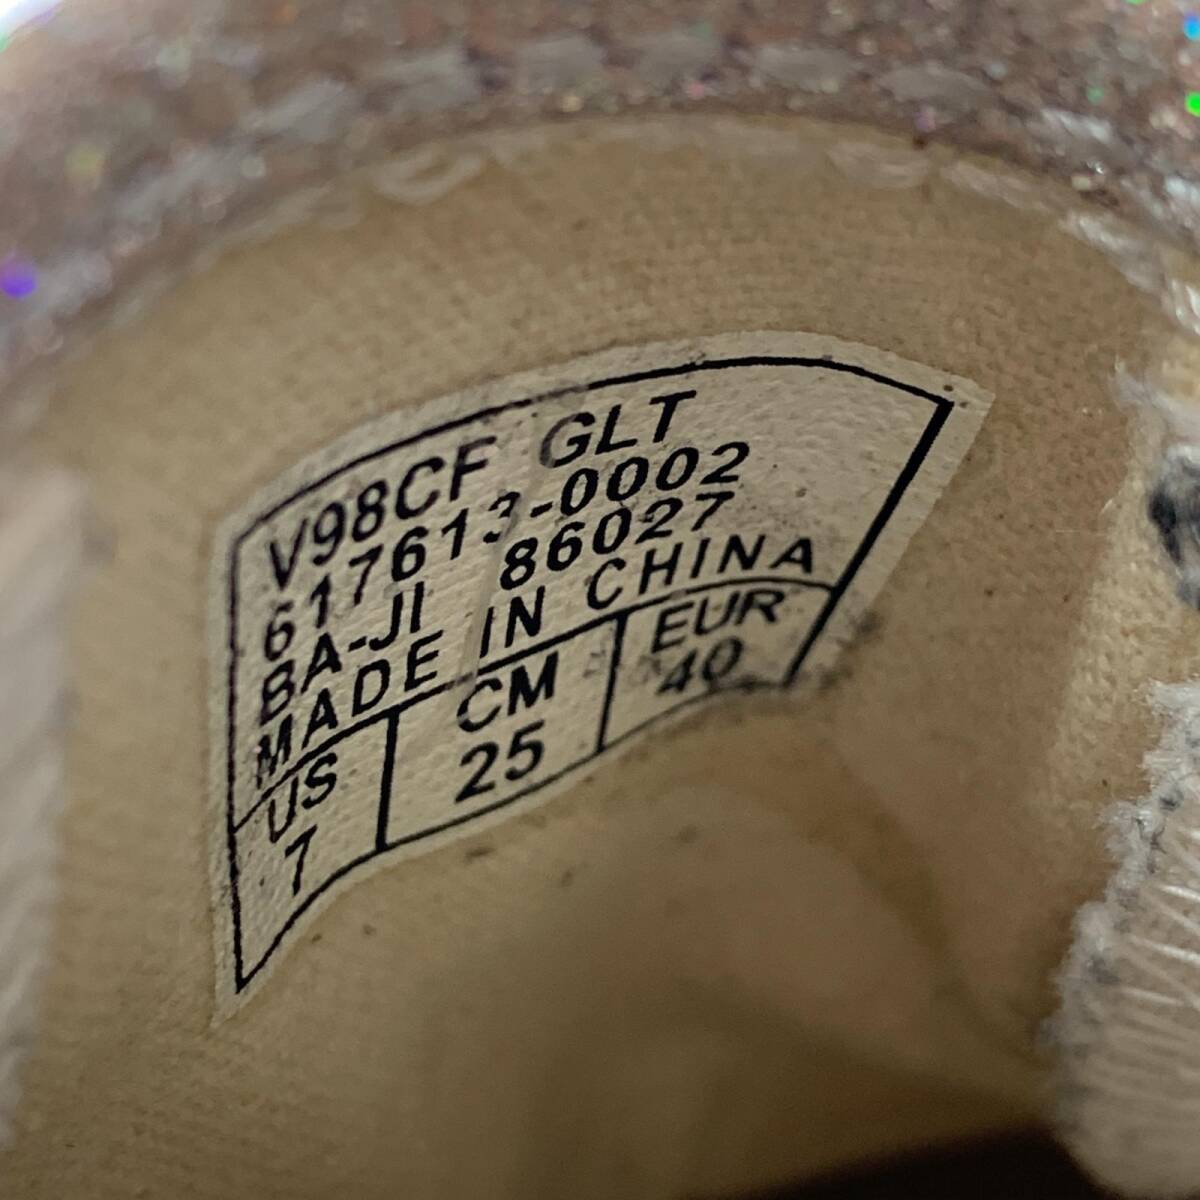 V98CF GLT
617613-0002
BA-JI 86027
MADE IN CHINA
US CM EUR
7 25 40